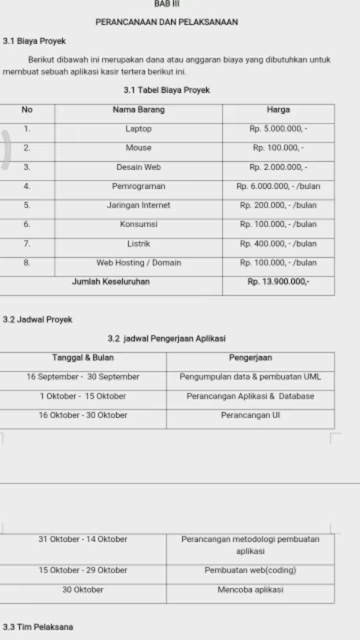 BAB III
PERANCANAAN DAN PELAKSANAAN
3.1 Biaya Proyek
Berikut dibawah ini merupakan dana atau anggaran biaya yang dibutuhkan untuk
membuat sebuah aplikasi kasir tertera berikut ini.
3.1 Tabel Biaya Proyek
No Nama Barang Harga
1. Laptop Rp. 5.000.000, -
2. Mouse Rp. 100.000, -
3. Desain Web Rp. 2.000.000, -
4. Pemrograman Rp. 6.000.000, - /bulan
5. Jaringan Internet Rp. 200.000, - /bulan
6. Konsumsi Rp. 100.000, - /bulan
7. Listrik Rp. 400.000, - /bulan
8. Web Hosting / Domain Rp. 100.000, - /bulan
Jumlah Keseluruhan Rp. 13.900.000,-
3.2 Jadwal Proyek
3.2 jadwal Pengerjaan Aplikasi
Tanggal & Bulan Pengerjaan
16 September - 30 September Pengumpulan data & pembuatan UML
1 Oktober - 15 Oktober Perancangan Aplikasi & Database
16 Oktober - 30 Oktober Perancangan UI
31 Oktober - 14 Oktober Perancangan metodologi pembuatan
aplikasi
15 Oktober - 29 Oktober Pembuatan web(coding)
30 Oktober Mencoba aplikasi
3.3 Tim Pelaksana